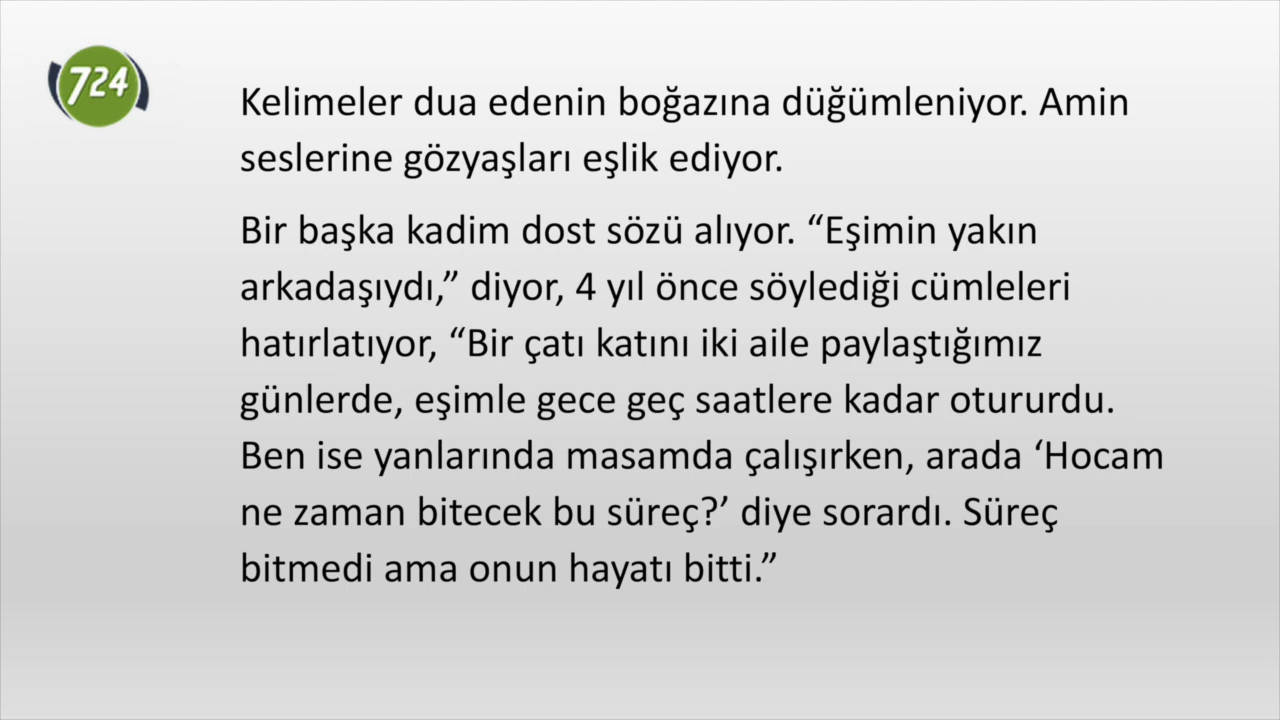 724
Kelimeler dua edenin boğazına düğümleniyor. Amin
seslerine gözyaşları eşlik ediyor.
Bir başka kadim dost sözü alıyor. “Eşimin yakın
arkadaşıydı,” diyor, 4 yıl önce söylediği cümleleri
hatırlatıyor, “Bir çatı katını iki aile paylaştığımız
günlerde, eşimle gece geç saatlere kadar otururdu.
Ben ise yanlarında masamda çalışırken, arada ‘Hocam
ne zaman bitecek bu süreç?’ diye sorardı. Süreç
bitmedi ama onun hayatı bitti.”